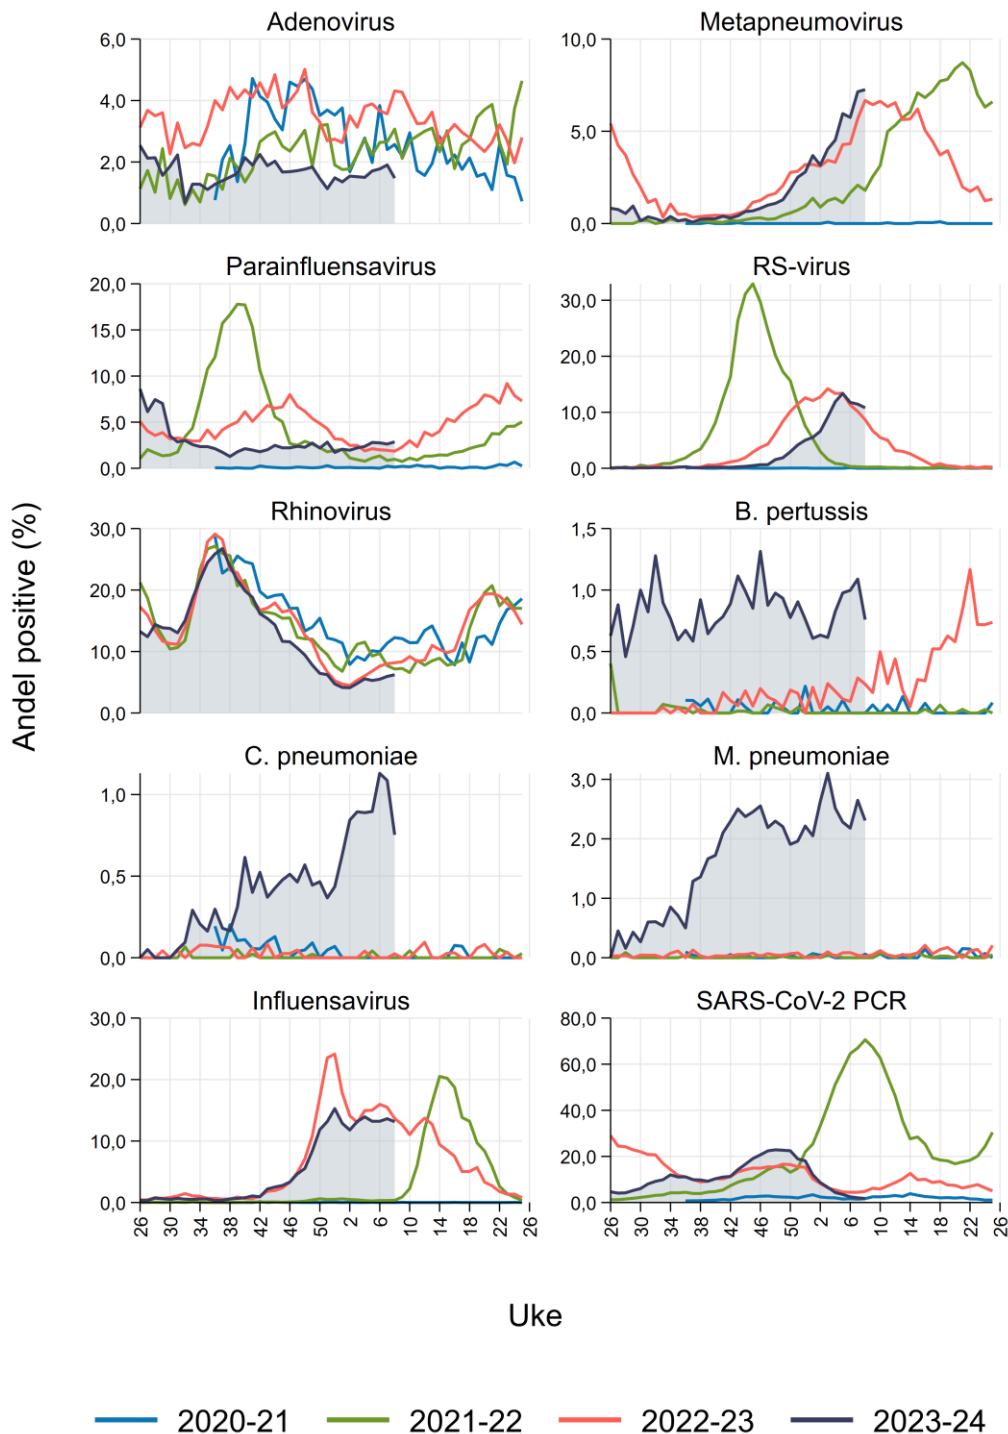 Adenovirus
Metapneumovirus
6,0
4,0
2,0
0,0
10,0
5,0
0,0
Parainfluensavirus
RS-virus
20,0
15,0
10,0
5,0
0,0
30,0
20,0
10,0
0,0
Rhinovirus
B. pertussis
30,0
20,0
10,0
0,0
1,5
1,0
0,5
0,0
Andel positive (%)
C. pneumoniae
M. pneumoniae
1,0
0,5
0,0
3,0
2,0
1,0
0,0
Influensavirus
SARS-CoV-2 PCR
30,0
20,0
10,0
0,0
80,0
60,0
40,0
20,0
0,0
26 30 34 38 42 46 50 2 6 10 14 18 22 26
26 30 34 38 42 46 50 2 6 10 14 18 22 26
Uke
2020-21 2021-22 2022-23 2023-24